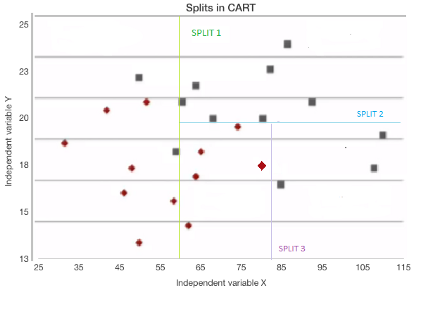 Splits in CART
25
SPLIT 1
23
Independent variable Y
20
SPLIT 2
18
15
SPLIT 3
13
25 35 45 55 65 75 85 95 105 115
Independent variable X